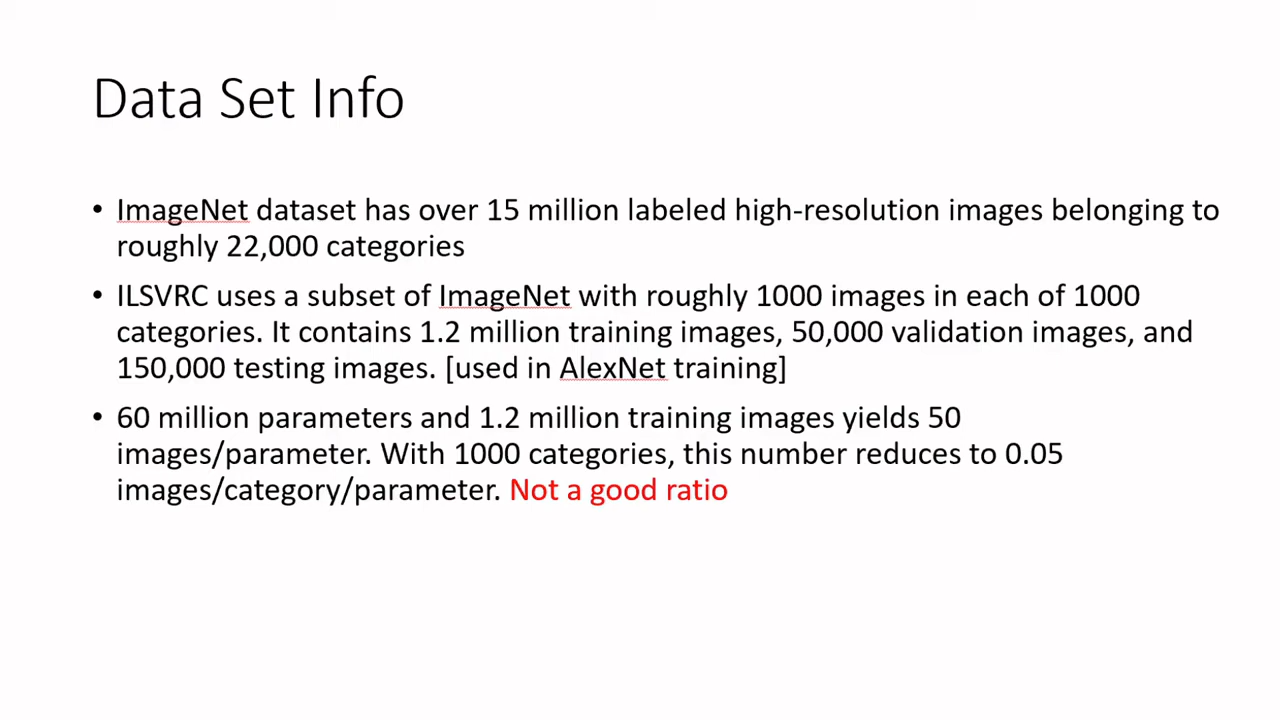 Data Set Info
• ImageNet dataset has over 15 million labeled high-resolution images belonging to
roughly 22,000 categories
• ILSVRC uses a subset of ImageNet with roughly 1000 images in each of 1000
categories. It contains 1.2 million training images, 50,000 validation images, and
150,000 testing images. [used in AlexNet training]
• 60 million parameters and 1.2 million training images yields 50
images/parameter. With 1000 categories, this number reduces to 0.05
images/category/parameter. Not a good ratio